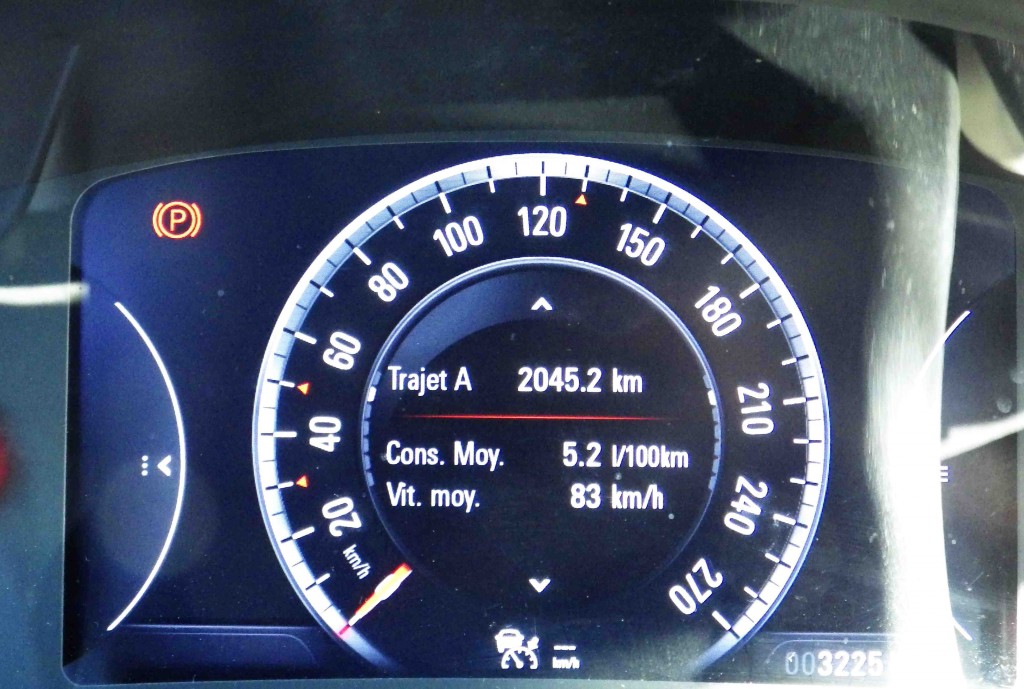 P
120
100
150
80
180
60
Trajet A 2045.2 km
210
40
Cons. Moy. 5.2 l/100km
Vit. moy. 83 km/h
20
240
km/h
270
--- km/h
003225